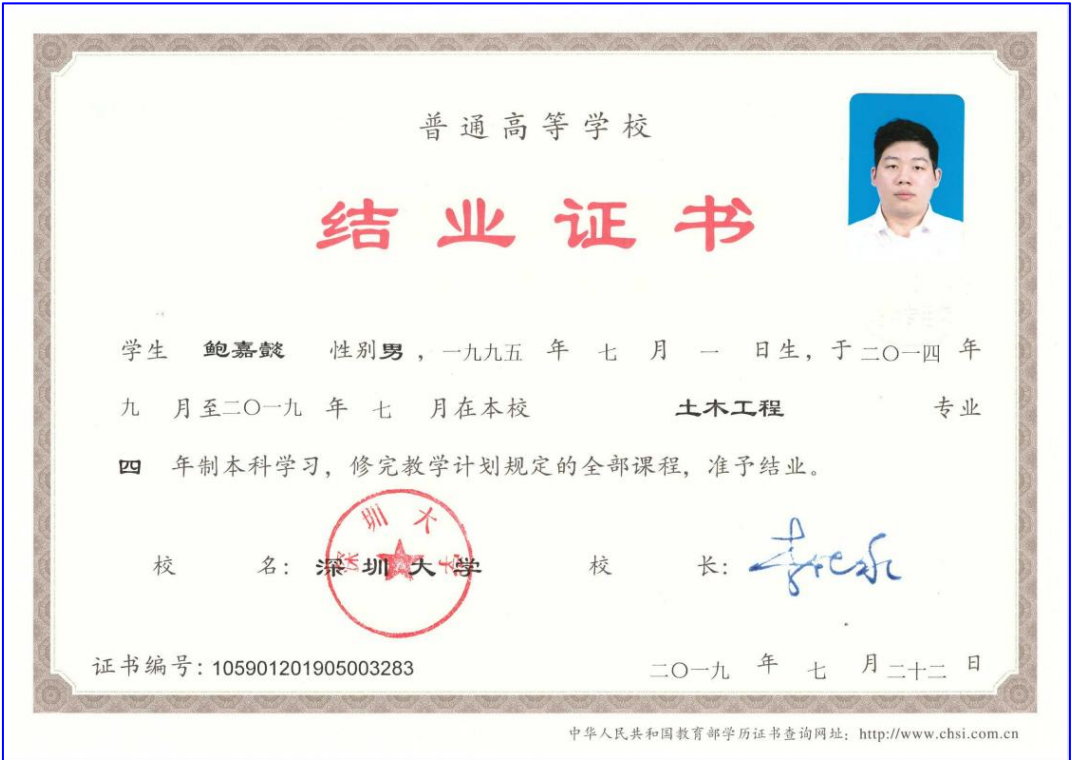 普通高等学校
结业证书
学生 鲍嘉懿 性别男，一九九五 年 七 月 一 日生，于二〇一四 年
九 月至二〇一九 年 七 月在本校 土木工程 专业
四 年制本科学习，修完教学计划规定的全部课程，准予结业。
深圳大学
校 名：深圳大学 校 长：
证书编号：105901201905003283 二〇一九 年 七 月二十二 日
中华人民共和国教育部学历证书查询网址：http://www.chsi.com.cn